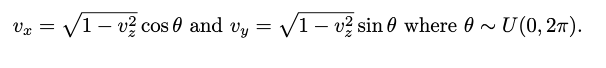 $v_x = \sqrt{1 - v_z^2} \cos\theta$ and $v_y = \sqrt{1 - v_z^2} \sin\theta$ where $\theta \sim U(0, 2\pi)$.